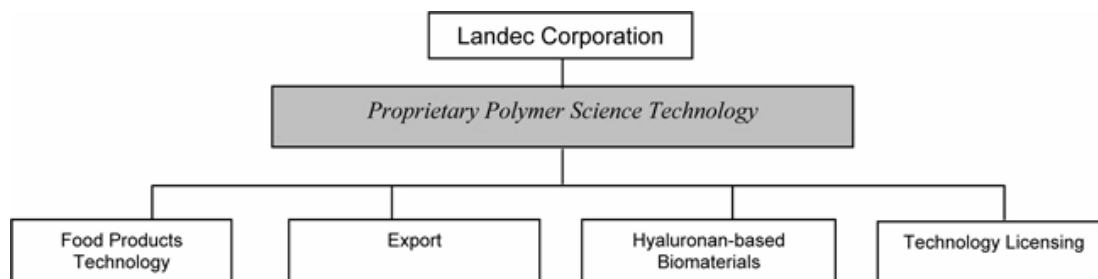 Landec Corporation
Proprietary Polymer Science Technology
Food Products
Technology
Export
Hyaluronan-based
Biomaterials
Technology Licensing